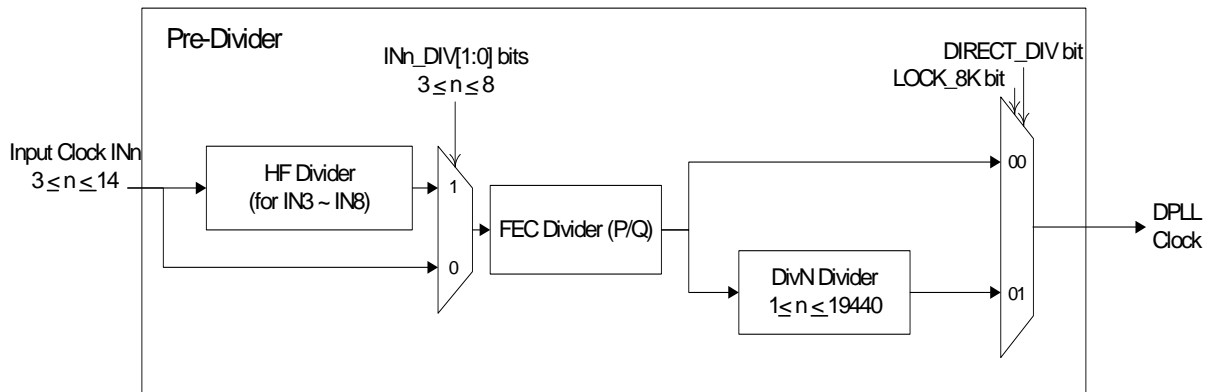 Pre-Divider
INn_DIV[1:0] bits
3 ≤ n ≤ 8
DIRECT_DIV bit
LOCK_8K bit
Input Clock INn
3 ≤ n ≤ 14
HF Divider
(for IN3 ~ IN8)
1
0
FEC Divider (P/Q)
00
DivN Divider
1 ≤ n ≤ 19440
01
DPLL
Clock